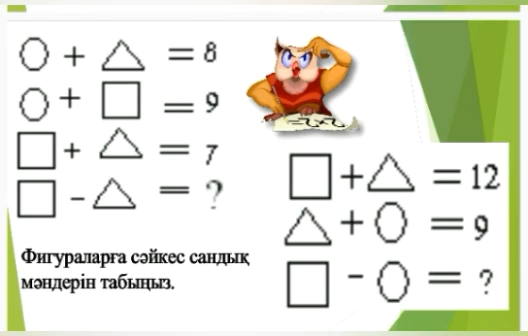 ○ + △ = 8
○ + □ = 9
□ + △ = 7
□ - △ = ?
Фигураларға сәйкес сандық
мәндерін табыңыз.
□ + △ = 12
△ + ○ = 9
□ - ○ = ?